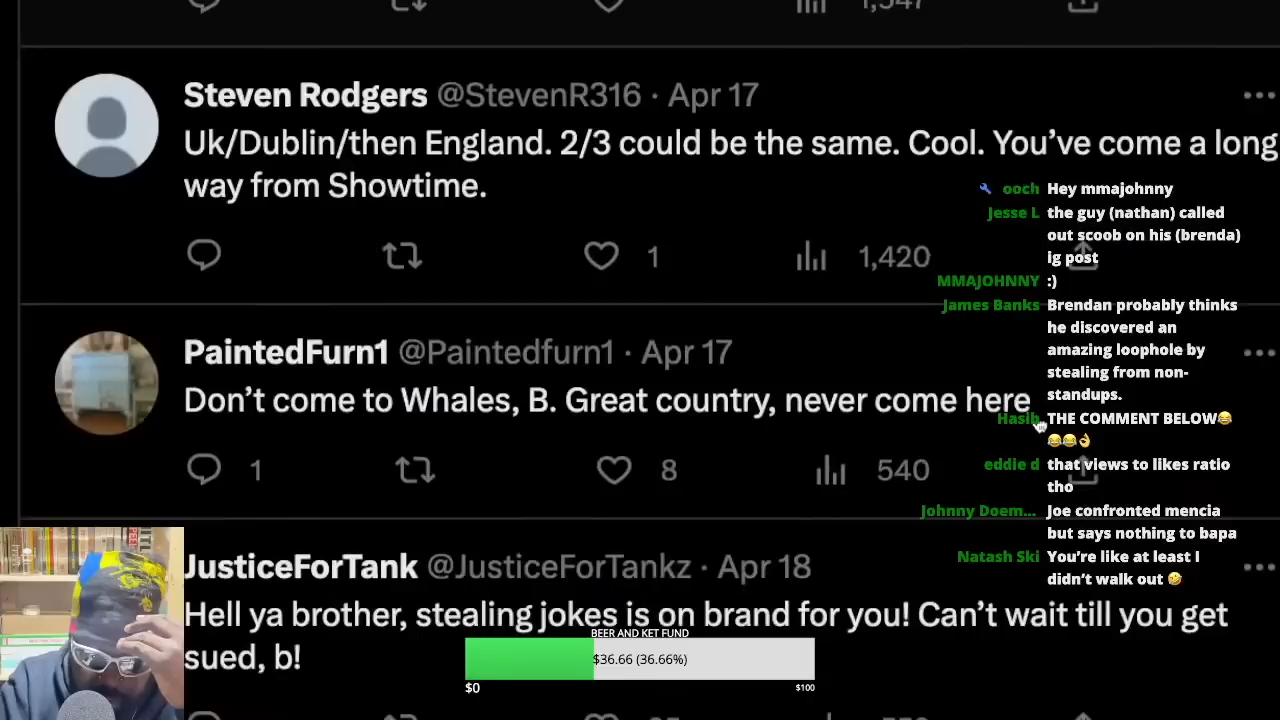 1,547
Steven Rodgers @StevenR316 · Apr 17
Uk/Dublin/then England. 2/3 could be the same. Cool. You’ve come a long
way from Showtime.
1
1,420
PaintedFurn1 @Paintedfurn1 · Apr 17
Don’t come to Whales, B. Great country, never come here
1
8
540
JusticeForTank @JusticeForTankz · Apr 18
Hell ya brother, stealing jokes is on brand for you! Can’t wait till you get
sued, b!
ooch Hey mmajohnny
Jesse L the guy (nathan) called
out scoob on his (brenda)
ig post
MMAJOHNNY :)
James Banks Brendan probably thinks
he discovered an
amazing loophole by
stealing from non-
standups.
Hasib THE COMMENT BELOW😂
😂😂👌
eddie d that views to likes ratio
tho
Johnny Doem... Joe confronted mencia
but says nothing to bapa
Natash Ski You’re like at least I
didn’t walk out 🤣
BEER AND KET FUND
$36.66 (36.66%)
$0
$100